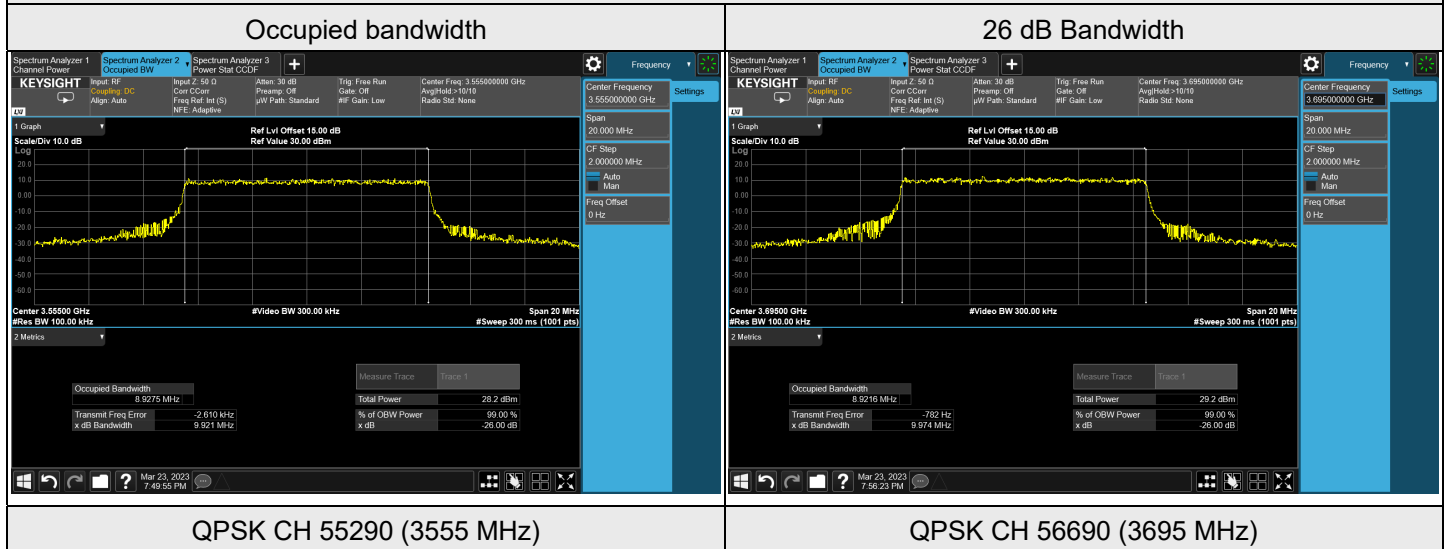 Occupied bandwidth
26 dB Bandwidth
Spectrum Analyzer 1
Channel Power
Spectrum Analyzer 2
Occupied BW
Spectrum Analyzer 3
Power Stat CCDF
Frequency
KEYSIGHT
Input: RF
Coupling: DC
Align: Auto
Input Z: 50 Ω
Corr CCorr
Freq Ref: Int (S)
NFE: Adaptive
Atten: 30 dB
Preamp: Off
µW Path: Standard
Trig: Free Run
Gate: Off
#IF Gain: Low
Center Freq: 3.555000000 GHz
Avg|Hold:>10/10
Radio Std: None
LXI
Center Frequency
3.555000000 GHz
Settings
Span
20.000 MHz
CF Step
2.000000 MHz
Auto
Man
Freq Offset
0 Hz
1 Graph
Scale/Div 10.0 dB
Ref Lvl Offset 15.00 dB
Ref Value 30.00 dBm
Log
20.0
10.0
0.00
-10.0
-20.0
-30.0
-40.0
-50.0
-60.0
Center 3.55500 GHz
#Res BW 100.00 kHz
#Video BW 300.00 kHz
Span 20 MHz
#Sweep 300 ms (1001 pts)
2 Metrics
Measure Trace Trace 1
Occupied Bandwidth
8.9275 MHz
Total Power 28.2 dBm
Transmit Freq Error -2.610 kHz
% of OBW Power 99.00 %
x dB Bandwidth 9.921 MHz
x dB -26.00 dB
Mar 23, 2023
7:49:55 PM
Spectrum Analyzer 1
Channel Power
Spectrum Analyzer 2
Occupied BW
Spectrum Analyzer 3
Power Stat CCDF
Frequency
KEYSIGHT
Input: RF
Coupling: DC
Align: Auto
Input Z: 50 Ω
Corr CCorr
Freq Ref: Int (S)
NFE: Adaptive
Atten: 30 dB
Preamp: Off
µW Path: Standard
Trig: Free Run
Gate: Off
#IF Gain: Low
Center Freq: 3.695000000 GHz
Avg|Hold:>10/10
Radio Std: None
LXI
Center Frequency
3.695000000 GHz
Settings
Span
20.000 MHz
CF Step
2.000000 MHz
Auto
Man
Freq Offset
0 Hz
1 Graph
Scale/Div 10.0 dB
Ref Lvl Offset 15.00 dB
Ref Value 30.00 dBm
Log
20.0
10.0
0.00
-10.0
-20.0
-30.0
-40.0
-50.0
-60.0
Center 3.69500 GHz
#Res BW 100.00 kHz
#Video BW 300.00 kHz
Span 20 MHz
#Sweep 300 ms (1001 pts)
2 Metrics
Measure Trace Trace 1
Occupied Bandwidth
8.9216 MHz
Total Power 29.2 dBm
Transmit Freq Error -782 Hz
% of OBW Power 99.00 %
x dB Bandwidth 9.974 MHz
x dB -26.00 dB
Mar 23, 2023
7:56:23 PM
QPSK CH 55290 (3555 MHz)
QPSK CH 56690 (3695 MHz)